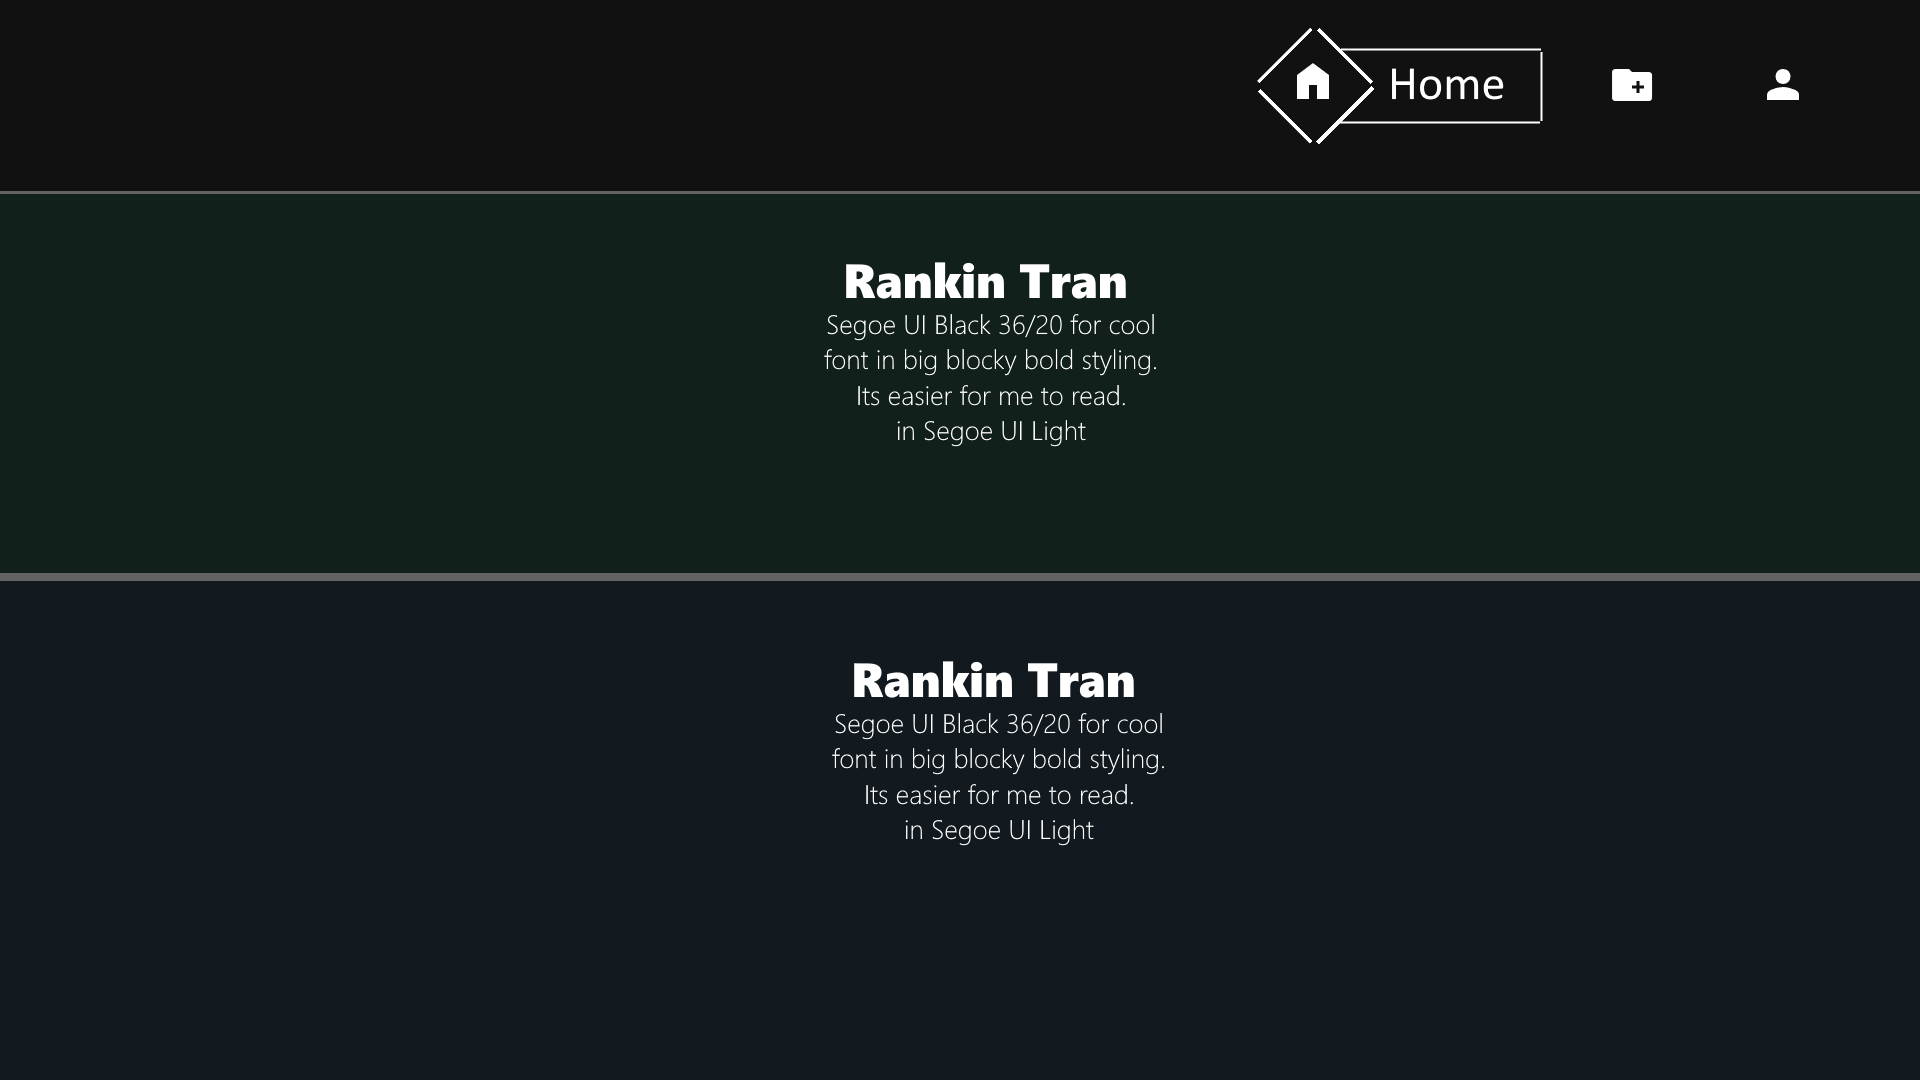 Home
Rankin Tran
Segoe UI Black 36/20 for cool
font in big blocky bold styling.
Its easier for me to read.
in Segoe UI Light
Rankin Tran
Segoe UI Black 36/20 for cool
font in big blocky bold styling.
Its easier for me to read.
in Segoe UI Light